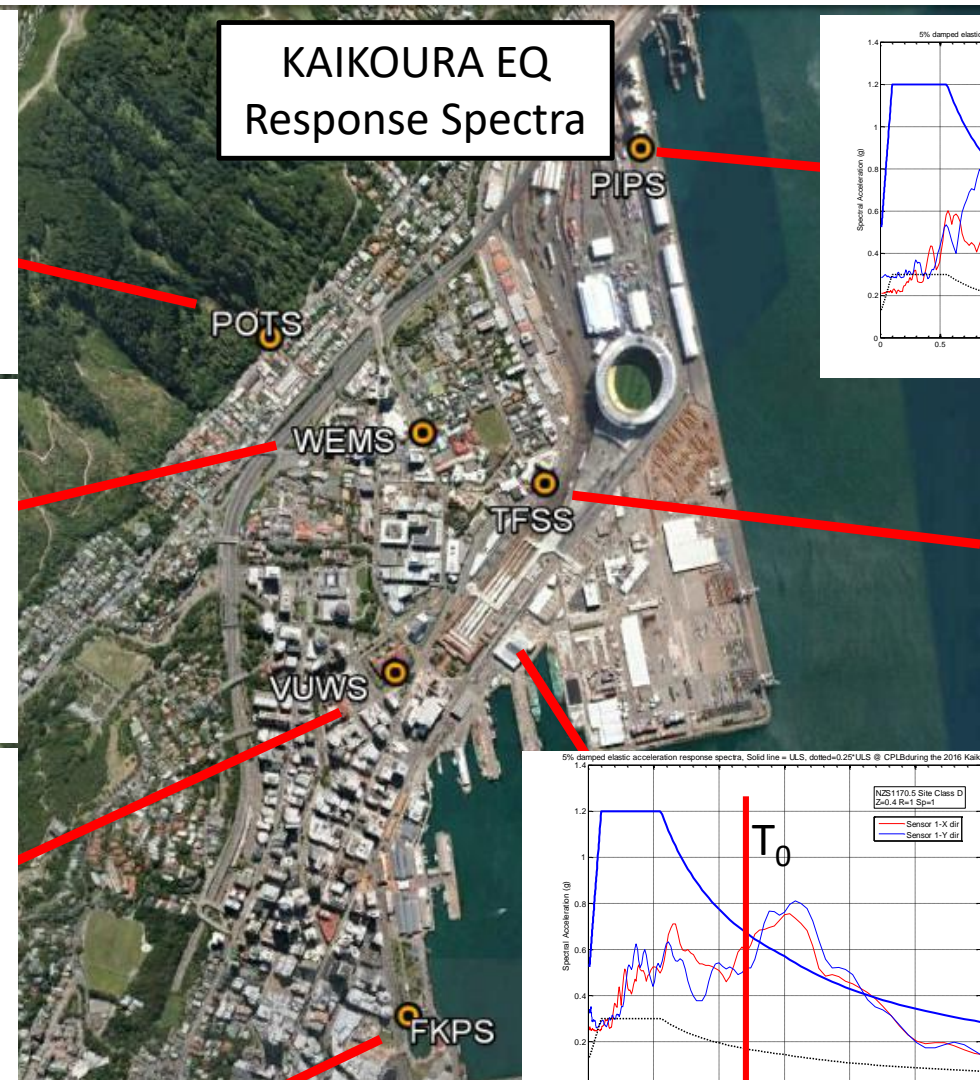 KAIKOURA EQ
Response Spectra
5% damped elastic
1.4
1.2
1
0.8
0.6
0.4
0.2
0
0
0.5
Spectral Acceleration (g)
PIPS
POTS
WEMS
TFSS
VUWS
FKPS
5% damped elastic acceleration response spectra, Solid line = ULS, dotted=0.25*ULS @ CPLBduring the 2016 Kaik
1.4
1.2
1
0.8
0.6
0.4
0.2
Spectral Acceleration (g)
NZS1170.5 Site Class D
Z=0.4 R=1 Sp=1
Sensor 1-X dir
Sensor 1-Y dir
T0